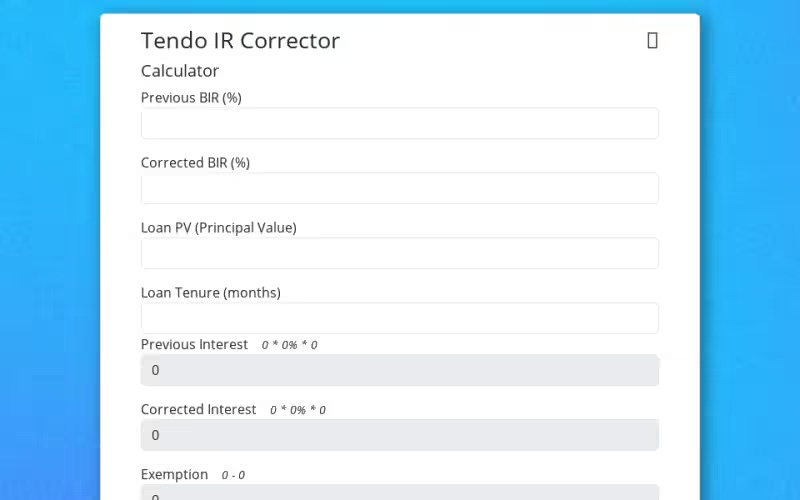 Tendo IR Corrector
Calculator
Previous BIR (%)
Corrected BIR (%)
Loan PV (Principal Value)
Loan Tenure (months)
Previous Interest 0 * 0% * 0
0
Corrected Interest 0 * 0% * 0
0
Exemption 0 - 0
0